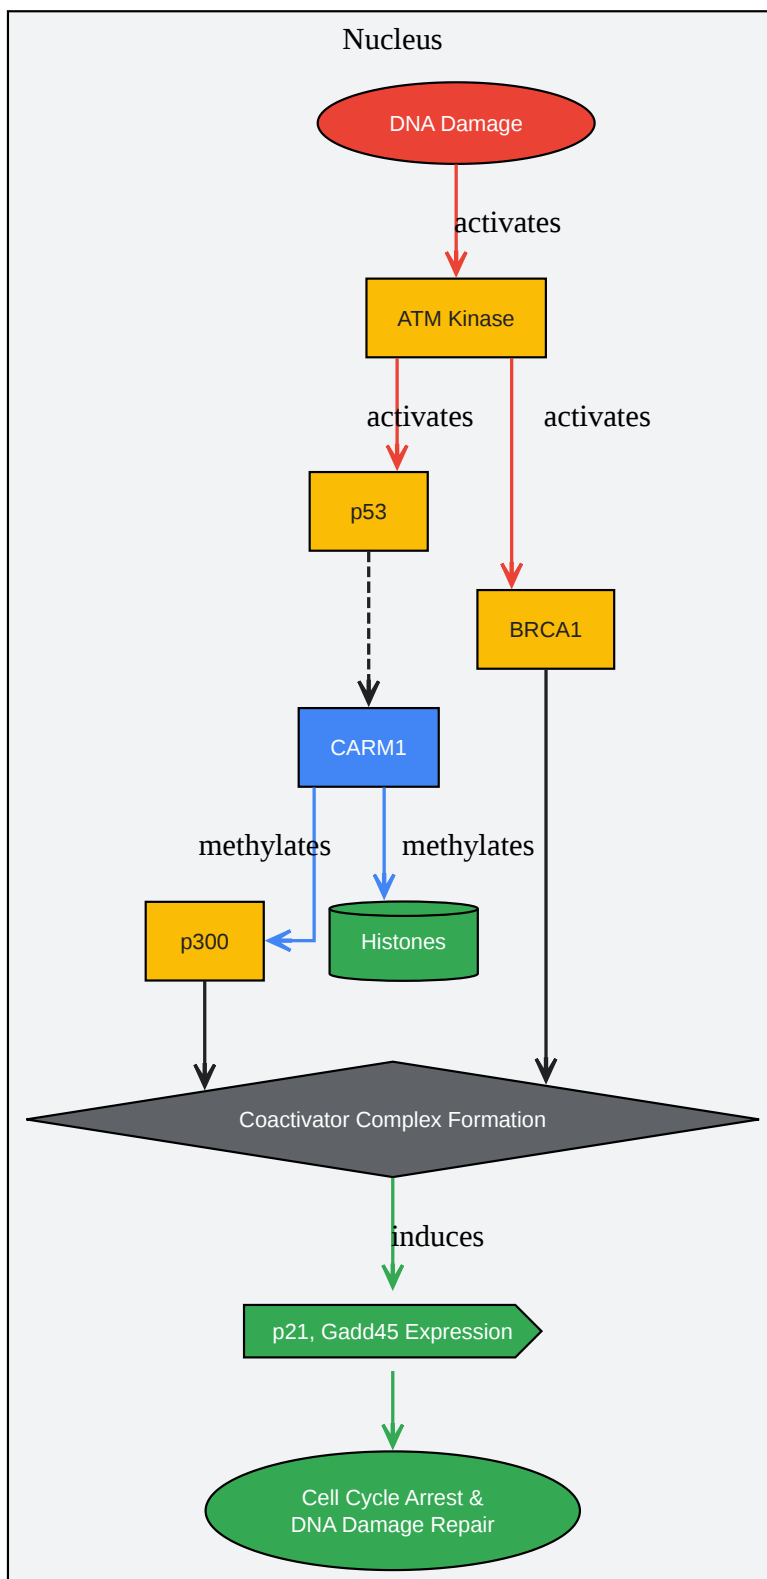 Nucleus
DNA Damage
activates
ATM Kinase
activates
activates
p53
BRCA1
CARM1
methylates
methylates
p300
Histones
Coactivator Complex Formation
induces
p21, Gadd45 Expression
Cell Cycle Arrest &
DNA Damage Repair